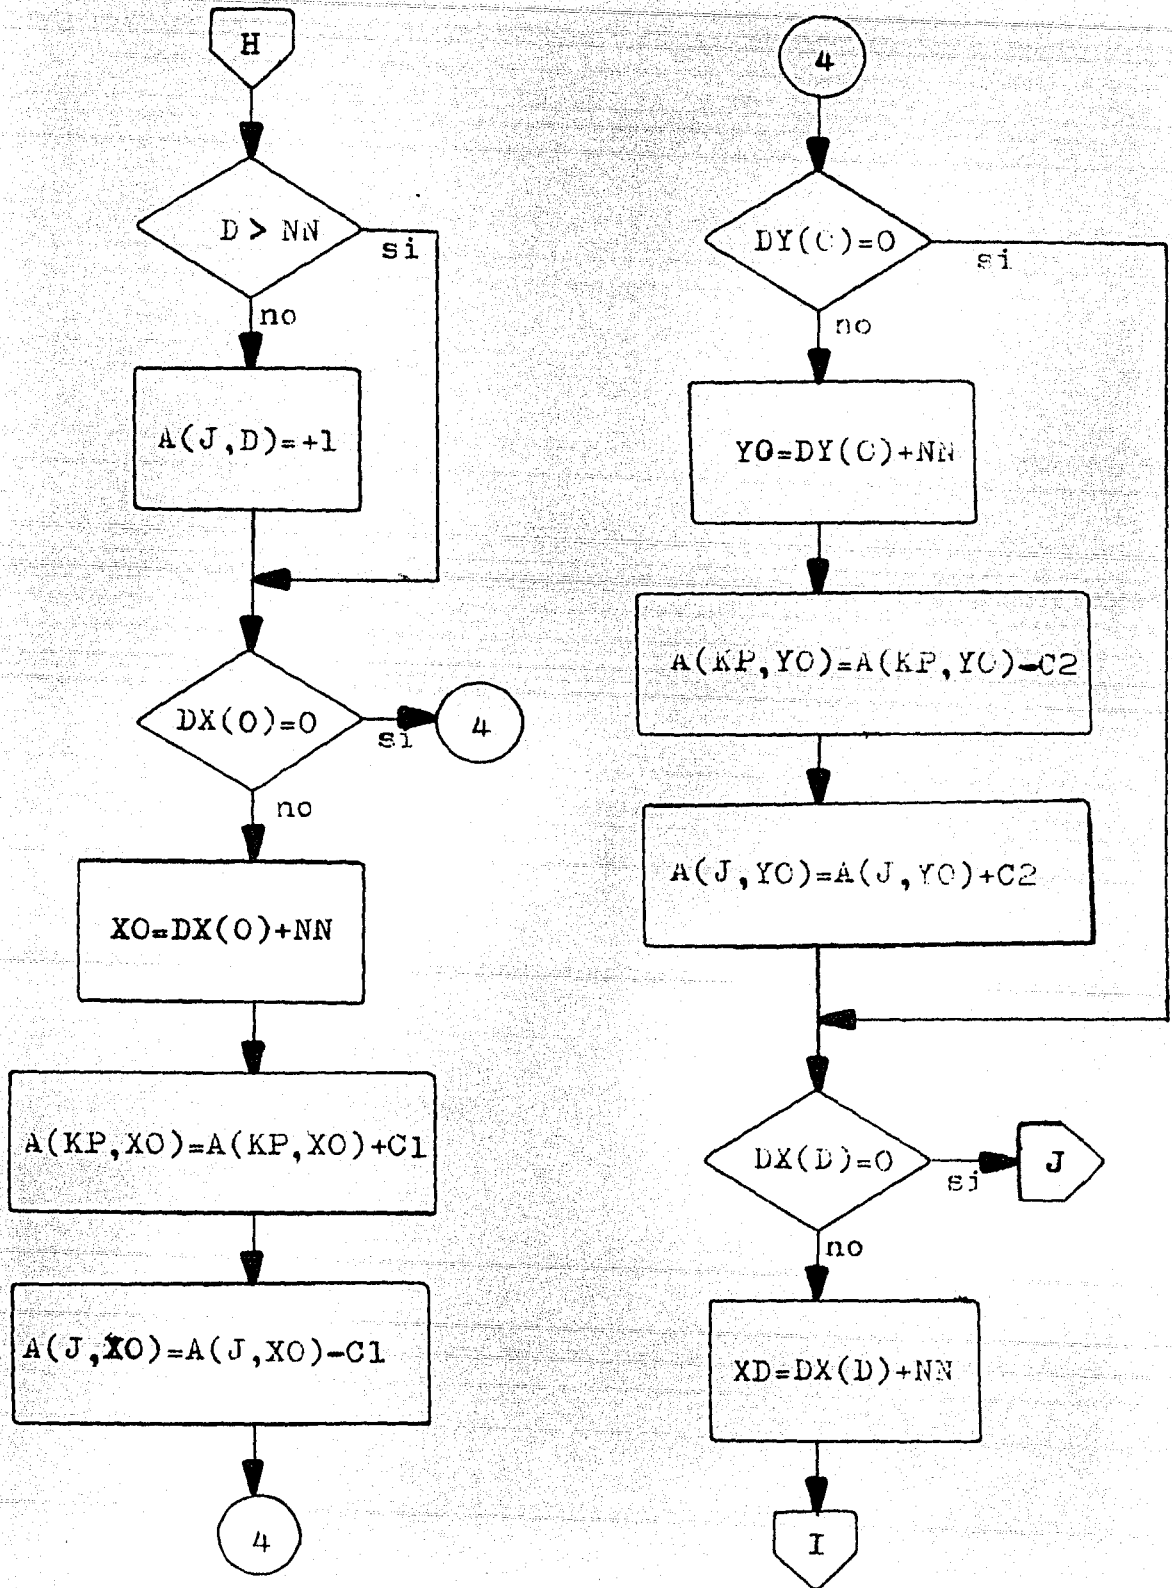 H
D > NN
si
no
A(J,D)=+1
DX(O)=0
si
4
no
XO=DX(O)+NN
A(KP,XO)=A(KP,XO)+C1
A(J,XO)=A(J,XO)-C1
4
4
DY(O)=0
si
no
YO=DY(O)+NN
A(KP,YO)=A(KP,YO)-C2
A(J,YO)=A(J,YO)+C2
DX(D)=0
si
J
no
XD=DX(D)+NN
I